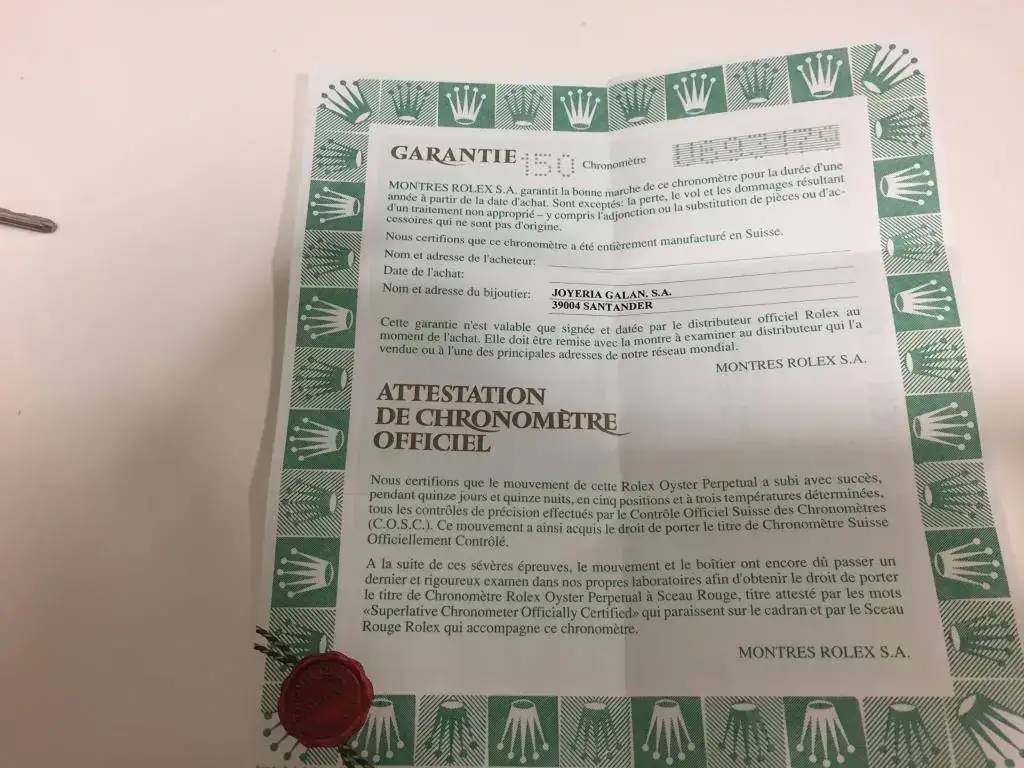 GARANTIE 150 Chronomètre
MONTRES ROLEX S.A. garantit la bonne marche de ce chronomètre pour la durée d'une
année à partir de la date d'achat. Sont exceptés: la perte, le vol et les dommages résultant
d'un traitement non approprié – y compris l'adjonction ou la substitution de pièces ou d'ac-
cessoires qui ne sont pas d'origine.
Nous certifions que ce chronomètre a été entièrement manufacturé en Suisse.
Nom et adresse de l'acheteur:
Date de l'achat:
Nom et adresse du bijoutier: JOYERIA GALAN, S.A.
39004 SANTANDER
Cette garantie n'est valable que signée et datée par le distributeur officiel Rolex au
moment de l'achat. Elle doit être remise avec la montre à examiner au distributeur qui l'a
vendue ou à l'une des principales adresses de notre réseau mondial.
MONTRES ROLEX S.A.
ATTESTATION
DE CHRONOMÈTRE
OFFICIEL
Nous certifions que le mouvement de cette Rolex Oyster Perpetual a subi avec succès,
pendant quinze jours et quinze nuits, en cinq positions et à trois températures déterminées,
tous les contrôles de précision effectués par le Contrôle Officiel Suisse des Chronomètres
(C.O.S.C.). Ce mouvement a ainsi acquis le droit de porter le titre de Chronomètre Suisse
Officiellement Contrôlé.
A la suite de ces sévères épreuves, le mouvement et le boîtier ont encore dû passer un
dernier et rigoureux examen dans nos propres laboratoires afin d'obtenir le droit de porter
le titre de Chronomètre Rolex Oyster Perpetual à Sceau Rouge, titre attesté par les mots
«Superlative Chronometer Officially Certified» qui paraissent sur le cadran et par le Sceau
Rouge Rolex qui accompagne ce chronomètre.
MONTRES ROLEX S.A.